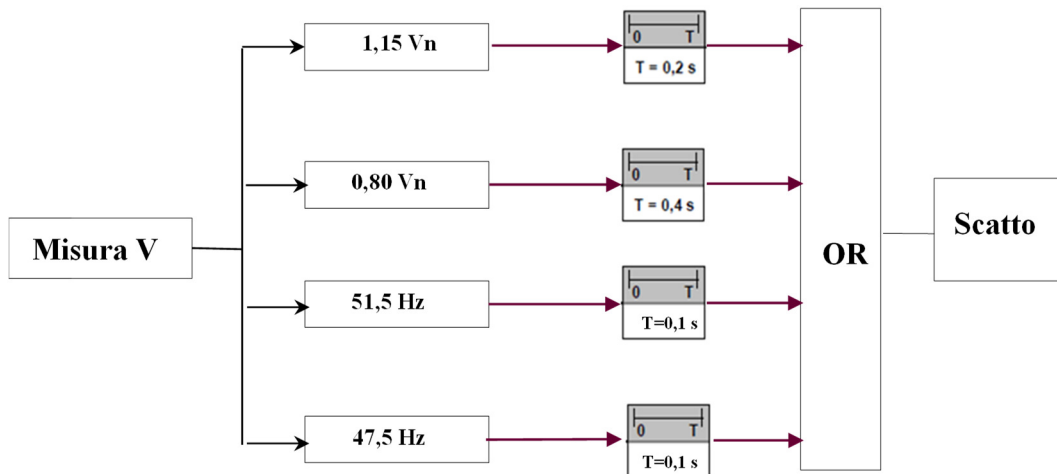 1,15 Vn
0 T
T = 0,2 s
0,80 Vn
0 T
T = 0,4 s
Misura V
OR
Scatto
51,5 Hz
0 T
T=0,1 s
47,5 Hz
0 T
T=0,1 s